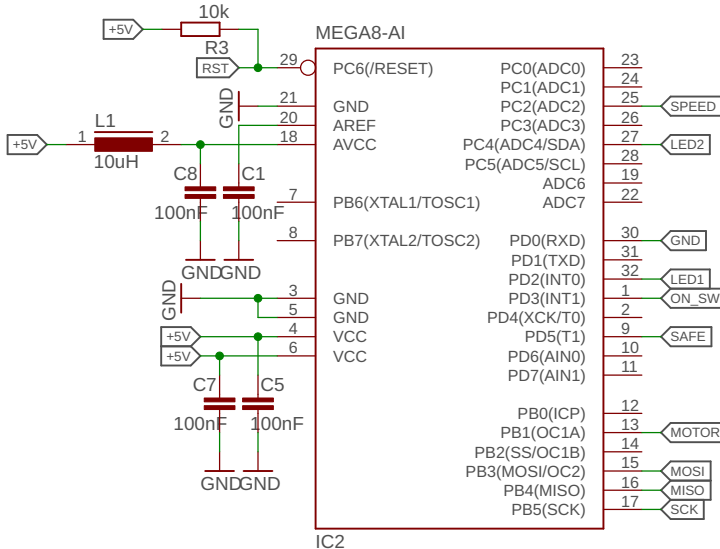 10k
+5V
R3
MEGA8-AI
RST
29 PC6(/RESET)
GND 21 GND
20 AREF
+5V 1 L1 2 18 AVCC
10uH
C8 C1
100nF 100nF
GND GND
7 PB6(XTAL1/TOSC1)
8 PB7(XTAL2/TOSC2)
GND 3 GND
5 GND
+5V 4 VCC
+5V 6 VCC
C7 C5
100nF 100nF
GND GND
PC0(ADC0) 23
PC1(ADC1) 24
PC2(ADC2) 25 SPEED
PC3(ADC3) 26
PC4(ADC4/SDA) 27 LED2
PC5(ADC5/SCL) 28
ADC6 19
ADC7 22
PD0(RXD) 30 GND
PD1(TXD) 31
PD2(INT0) 32 LED1
PD3(INT1) 1 ON_SW
PD4(XCK/T0) 2
PD5(T1) 9 SAFE
PD6(AIN0) 10
PD7(AIN1) 11
PB0(ICP) 12
PB1(OC1A) 13 MOTOR
PB2(SS/OC1B) 14
PB3(MOSI/OC2) 15 MOSI
PB4(MISO) 16 MISO
PB5(SCK) 17 SCK
IC2